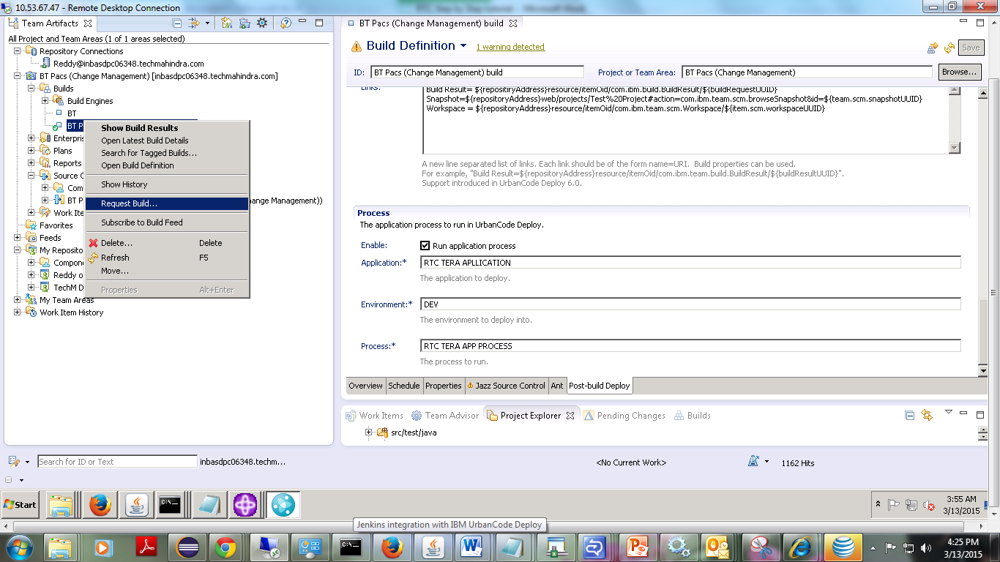 10.53.67.47 - Remote Desktop Connection
Team Artifacts
All Project and Team Areas (1 of 1 areas selected)
Repository Connections
Reddy@inbasdpc06348.techmahindra.com
BT Pacs (Change Management) [inbasdpc06348.techmahindra.com]
Builds
Build Engines
BT
BT P
Enterpris
Plans
Reports
Source C
Com
BT P
ange Management))
Work Ite
Favorites
Feeds
My Reposito
Compone
Reddy o
TechM D
My Team Areas
Work Item History
Show Build Results
Open Latest Build Details
Search for Tagged Builds...
Open Build Definition
Show History
Request Build...
Subscribe to Build Feed
Delete... Delete
Refresh F5
Move...
Properties Alt+Enter
BT Pacs (Change Management) build
Build Definition 1 warning detected
Save
ID: BT Pacs (Change Management) build Project or Team Area: BT Pacs (Change Management) Browse...
Links: Build Result= ${repositiryAddress}resource/itemOid/com.ibm.build.BuildResult/${buildRequestUUID}
Snapshot=${repositoryAddress}web/projects/Test%20Project#action=com.ibm.team.scm.browseSnapshot&id=${team.scm.snapshotUUID}
Workspace = ${repositoryAddress}resource/itemOid/com.ibm.team.scm.Workspace/${item.scm.workspaceUUID}
A new line separated list of links. Each link should be of the form name=URI. Build properties can be used.
For example, "Build Result=${repositoryAddress}resource/itemOid/com.ibm.team.build.BuildResult/${buildResultUUID}".
Support introduced in UrbanCode Deploy 6.0.
Process
The application process to run in UrbanCode Deploy.
Enable: Run application process
Application:* RTC TERA APLLICATION
The application to deploy.
Environment:* DEV
The environment to deploy into.
Process:* RTC TERA APP PROCESS
The process to run.
Overview Schedule Properties Jazz Source Control Ant Post-build Deploy
Work Items Team Advisor Project Explorer Pending Changes Builds
src/test/java
Search for ID or Text inbasdpc06348.techm... <No Current Work> 1162 Hits
Start
3:55 AM
3/13/2015
Jenkins integration with IBM UrbanCode Deploy
4:25 PM
3/13/2015